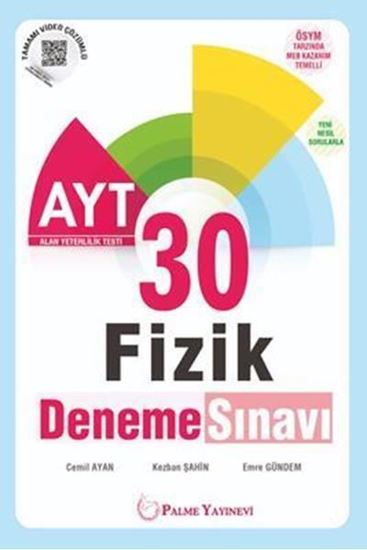 TAMAMI VİDEO ÇÖZÜMLÜ
ÖSYM
TARZINDA
MEB KAZANIM
TEMELLİ
YENİ
NESİL
SORULARLA
AYT
ALAN YETERLİLİK TESTİ
30
Fizik
Deneme Sınavı
Cemil AYAN Kezban ŞAHİN Emre GÜNDEM
PALME YAYINEVİ